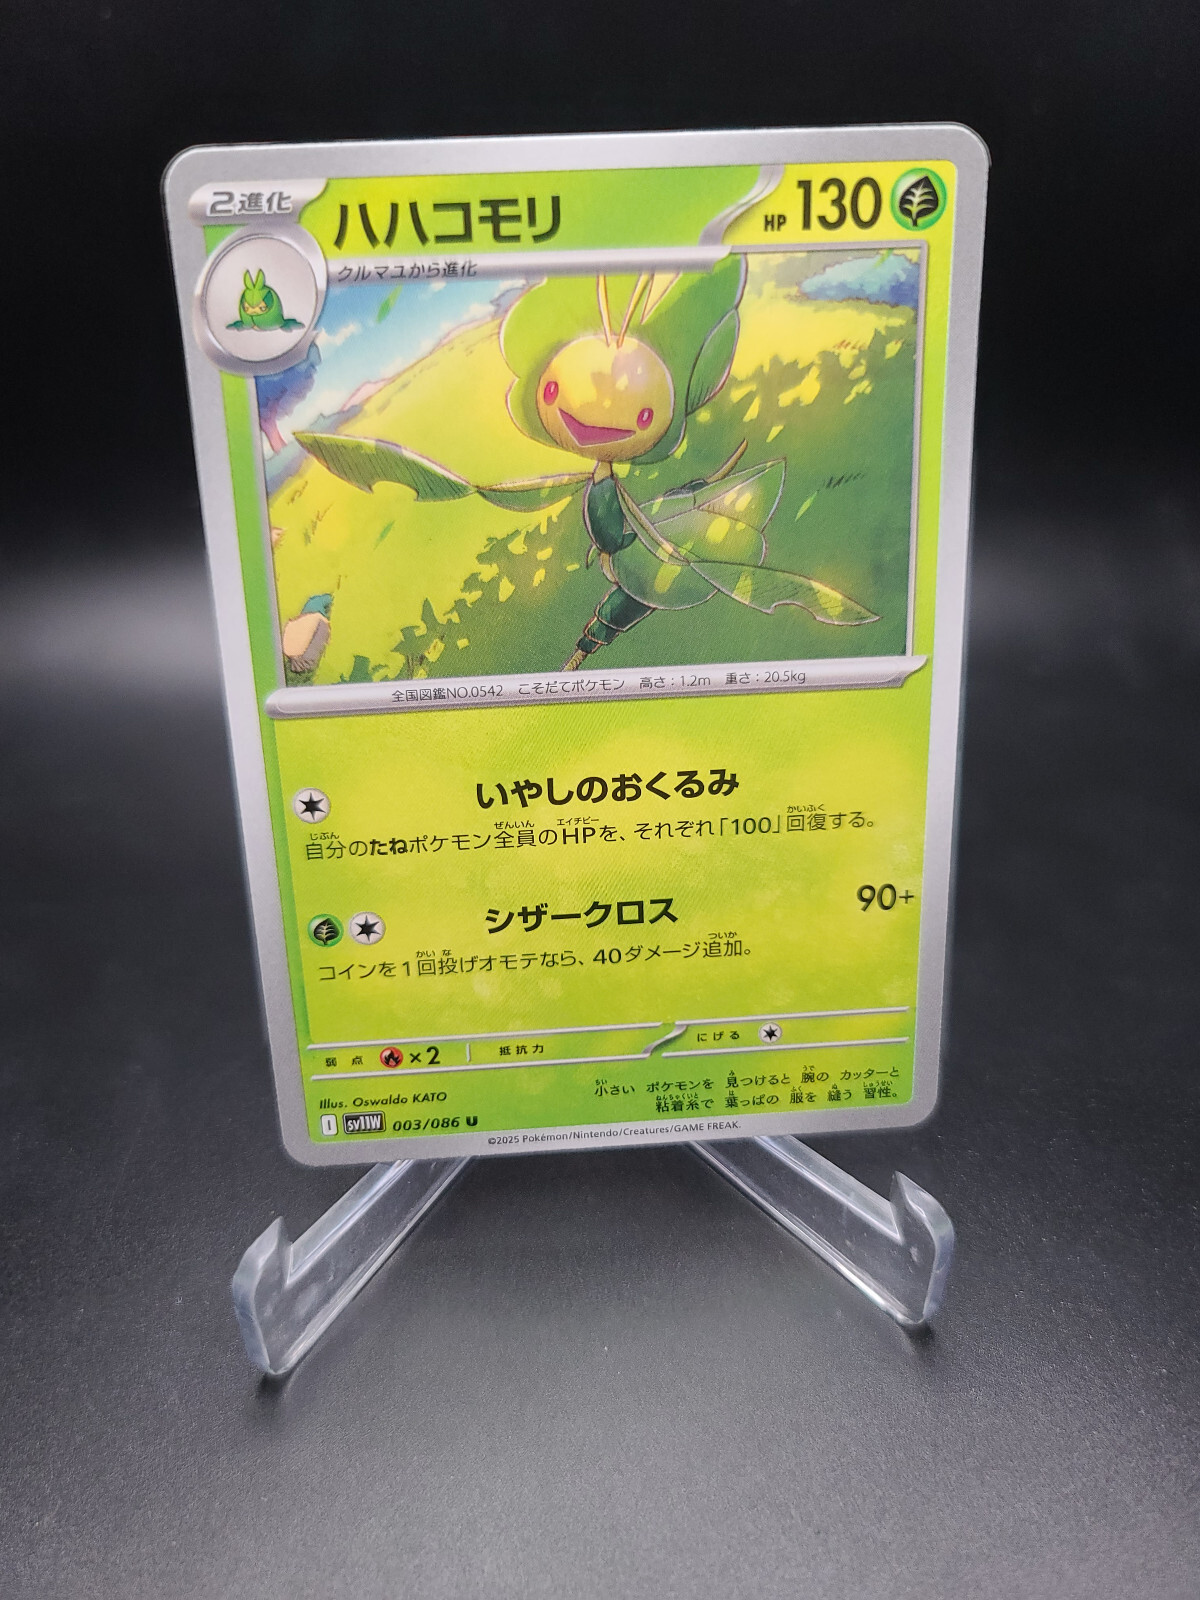 2進化 ハハコモリ HP 130
クルマユから進化
全国図鑑NO.0542 こそだてポケモン 高さ:1.2m 重さ:20.5kg
いやしのおくるみ
自分のたねポケモン全員のHPを、それぞれ「100」回復する。
シザークロス 90+
コインを1回投げオモテなら、40ダメージ追加。
弱点 ×2 抵抗力 にげる
小さい ポケモンを 見つけると 腕の カッターと
粘着糸で 葉っぱの 服を 縫う 習性。
Illus. Oswaldo KATO
I SV11W 003/086 U
©2025 Pokémon/Nintendo/Creatures/GAME FREAK.